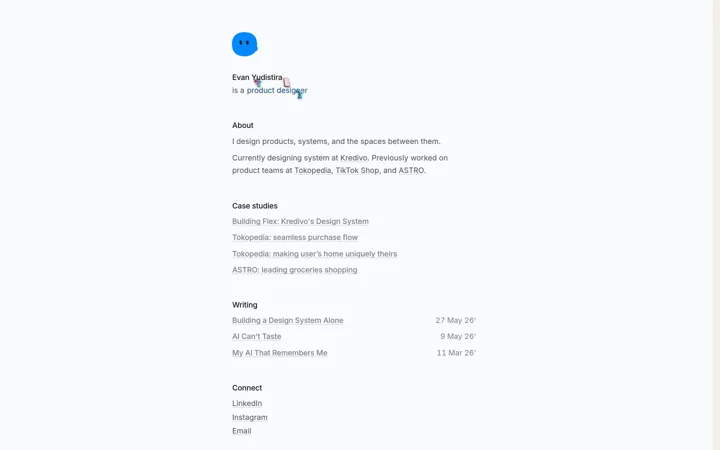 Evan Yudistira
is a product designer
About
I design products, systems, and the spaces between them.
Currently designing system at Kredivo. Previously worked on
product teams at Tokopedia, TikTok Shop, and ASTRO.
Case studies
Building Flex: Kredivo's Design System
Tokopedia: seamless purchase flow
Tokopedia: making user's home uniquely theirs
ASTRO: leading groceries shopping
Writing
Building a Design System Alone 27 May 26'
AI Can't Taste 9 May 26'
My AI That Remembers Me 11 Mar 26'
Connect
LinkedIn
Instagram
Email